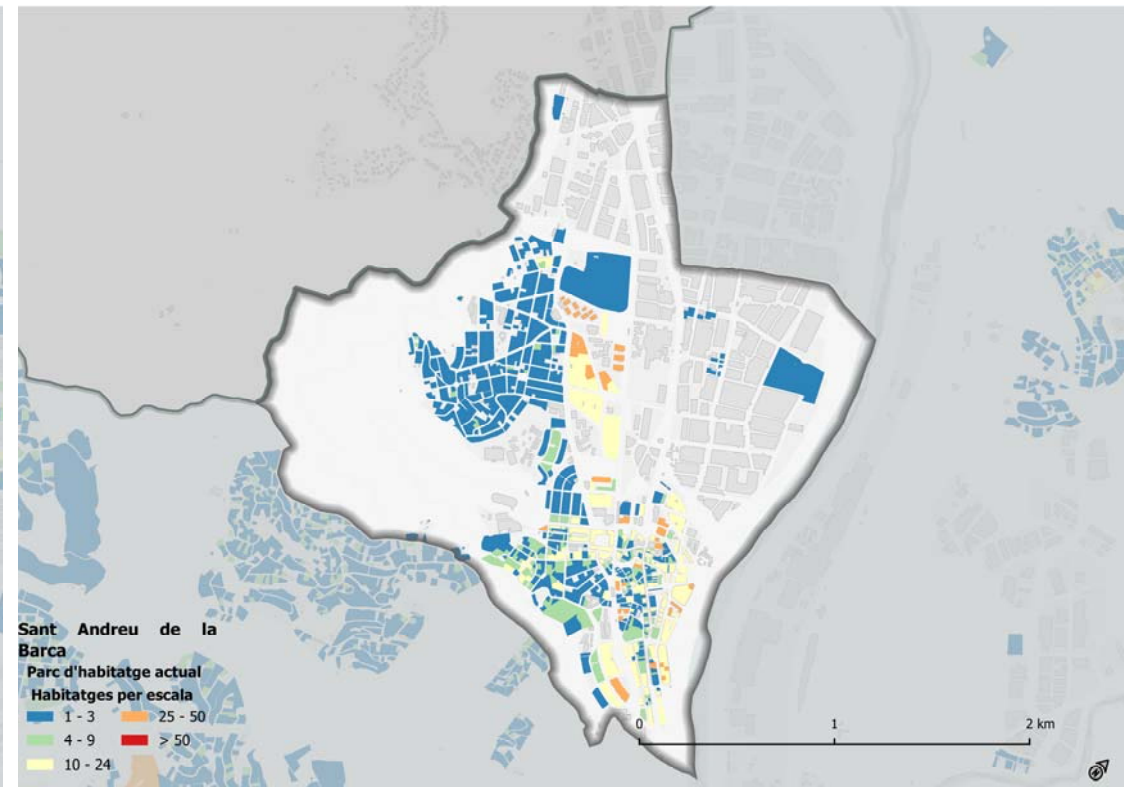 Sant Andreu de la
Barca
Parc d'habitatge actual
Habitatges per escala
1 - 3
25 - 50
4 - 9
> 50
10 - 24
0 1 2 km